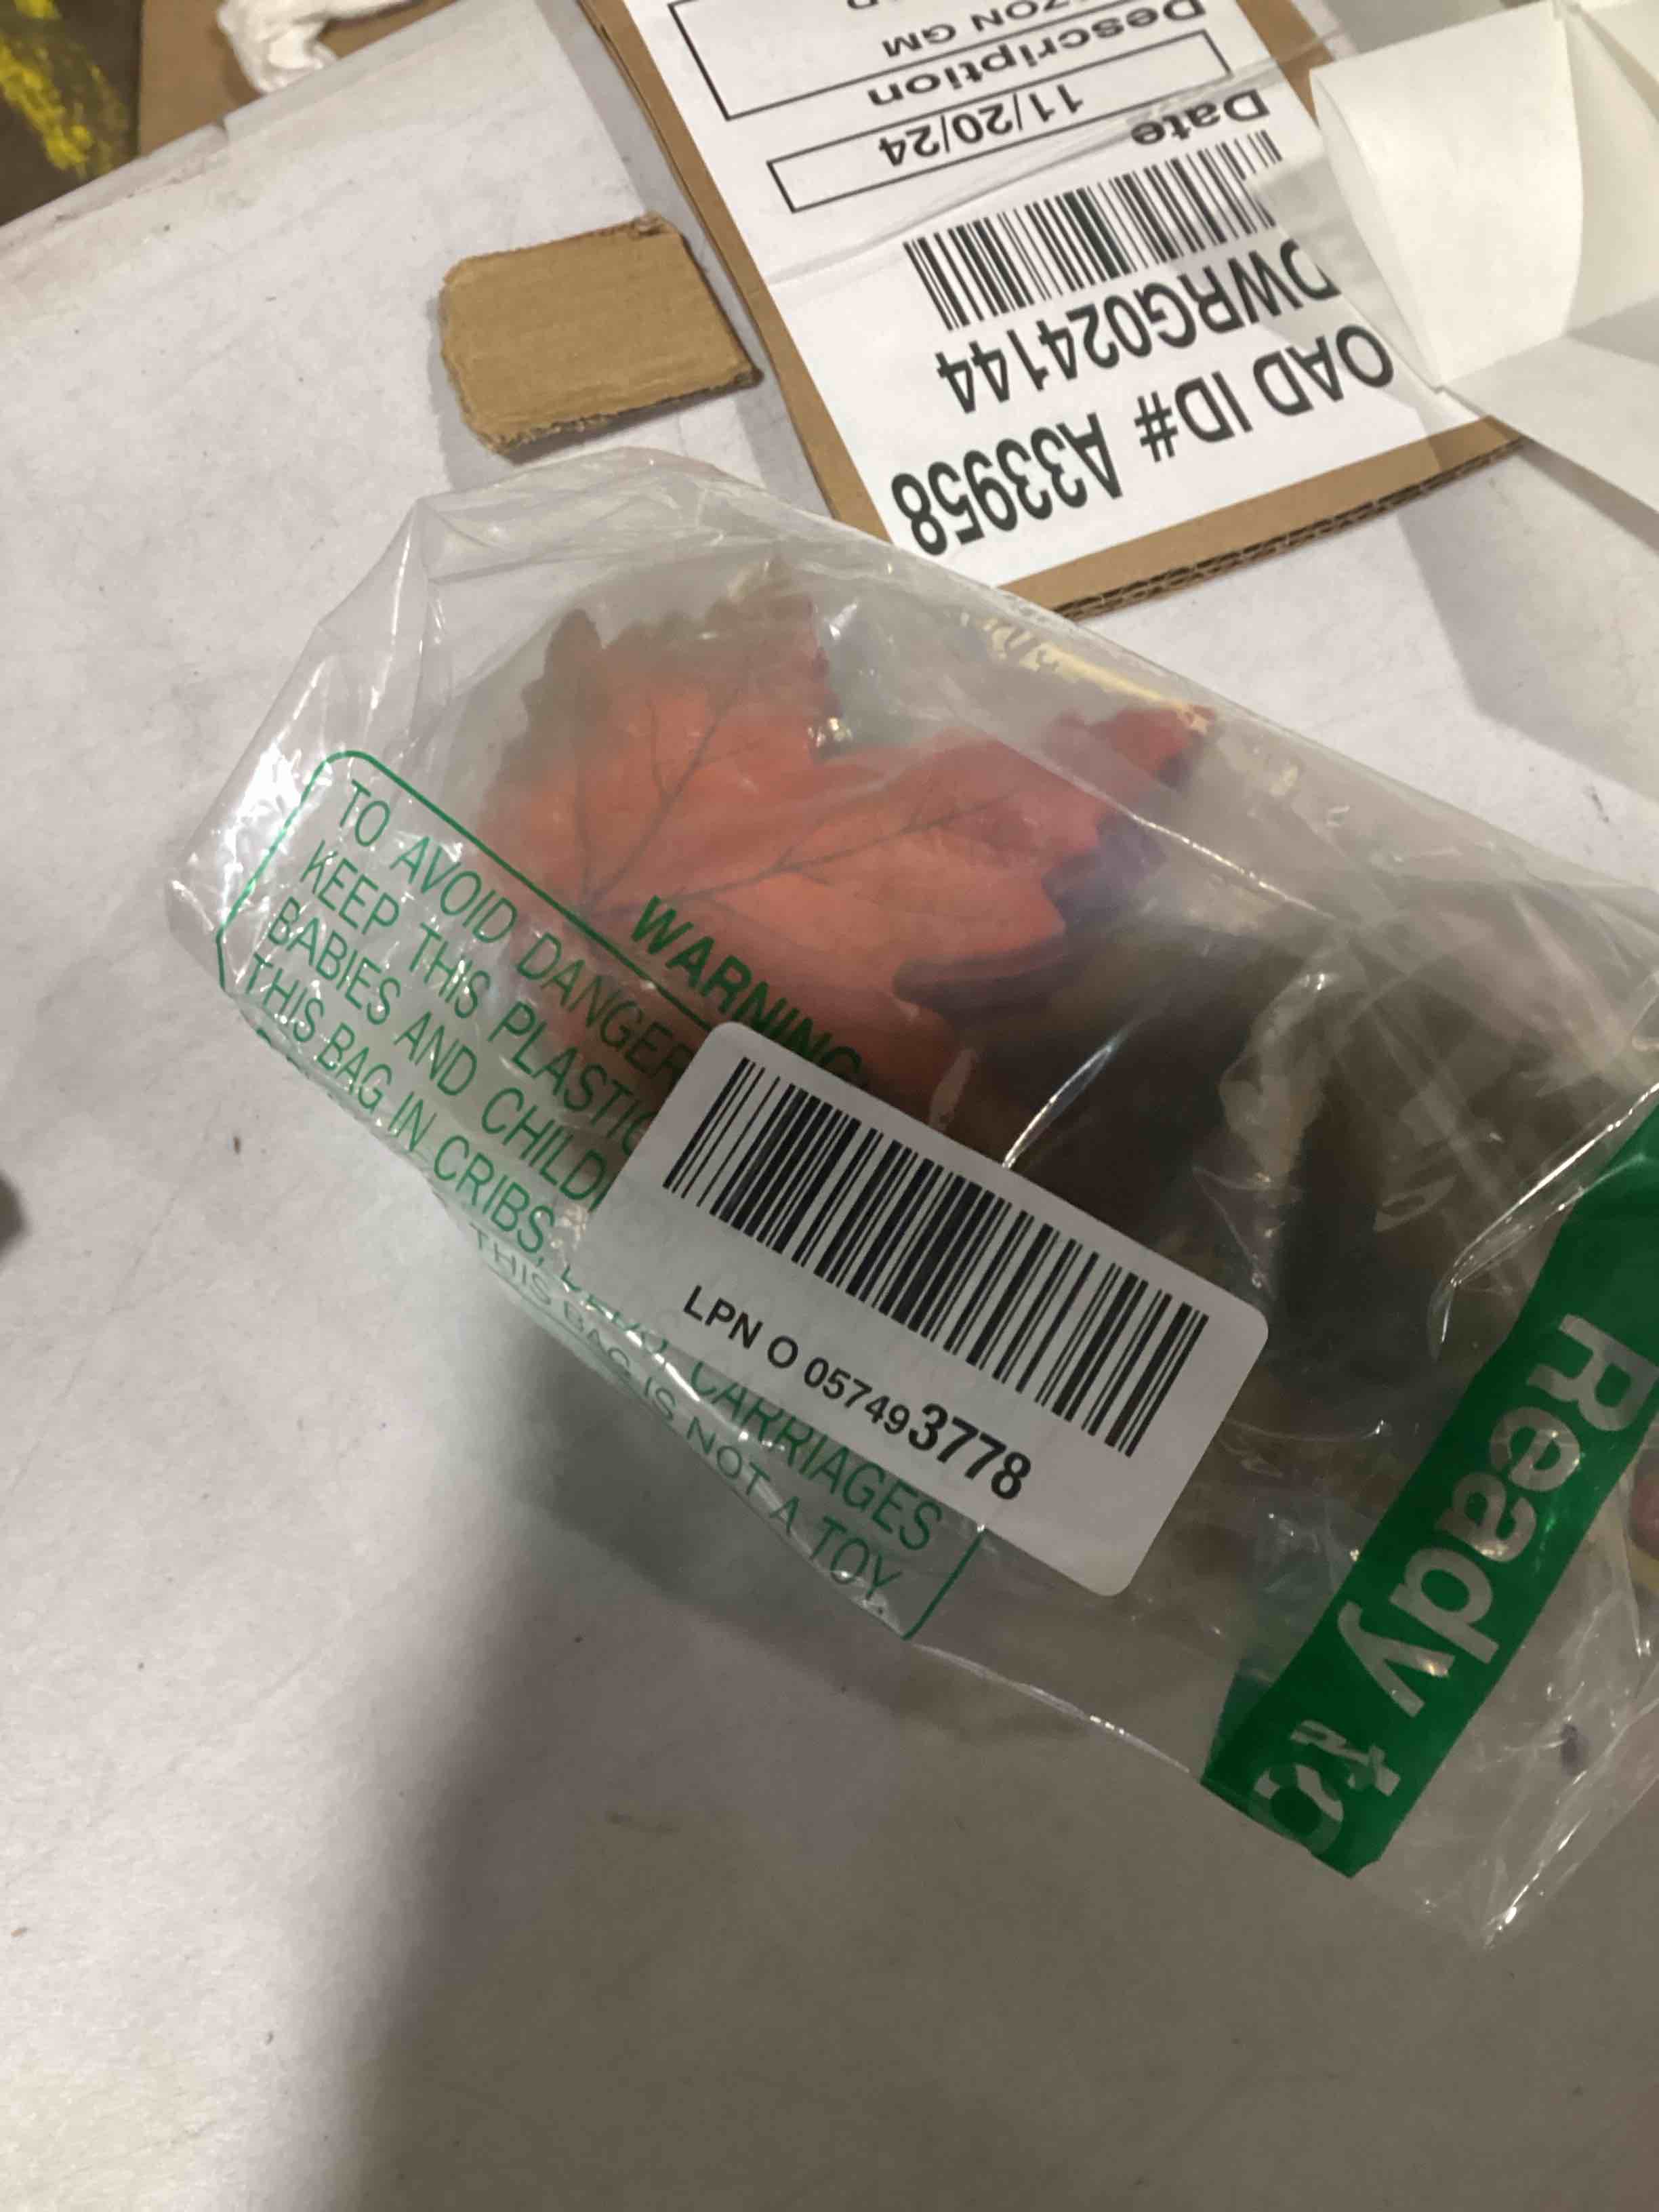 ZON GM
Description
11/20/24
Date
DWRG024144
OAD ID# A33958
WARNING
TO AVOID DANGER
KEEP THIS PLASTIC
BABIES AND CHILD
THIS BAG IN CRIBS,
CARRIAGES
THIS BAG IS NOT A TOY.
LPN O 057493778
Ready to